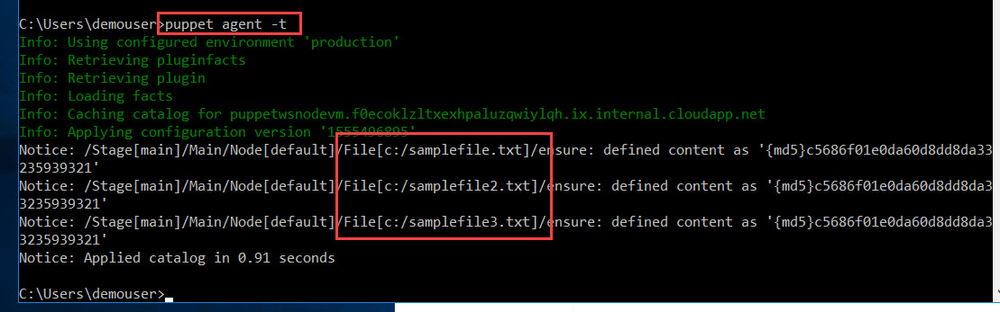 C:\Users\demouser>puppet agent -t
Info: Using configured environment 'production'
Info: Retrieving pluginfacts
Info: Retrieving plugin
Info: Loading facts
Info: Caching catalog for puppetwsnodevm.f0ecoklzltxexhpaluzqwiylqh.ix.internal.cloudapp.net
Info: Applying configuration version '1555496895'
Notice: /Stage[main]/Main/Node[default]/File[c:/samplefile.txt]/ensure: defined content as '{md5}c5686f01e0da60d8dd8da33
235939321'
Notice: /Stage[main]/Main/Node[default]/File[c:/samplefile2.txt]/ensure: defined content as '{md5}c5686f01e0da60d8dd8da3
3235939321'
Notice: /Stage[main]/Main/Node[default]/File[c:/samplefile3.txt]/ensure: defined content as '{md5}c5686f01e0da60d8dd8da3
3235939321'
Notice: Applied catalog in 0.91 seconds
C:\Users\demouser>